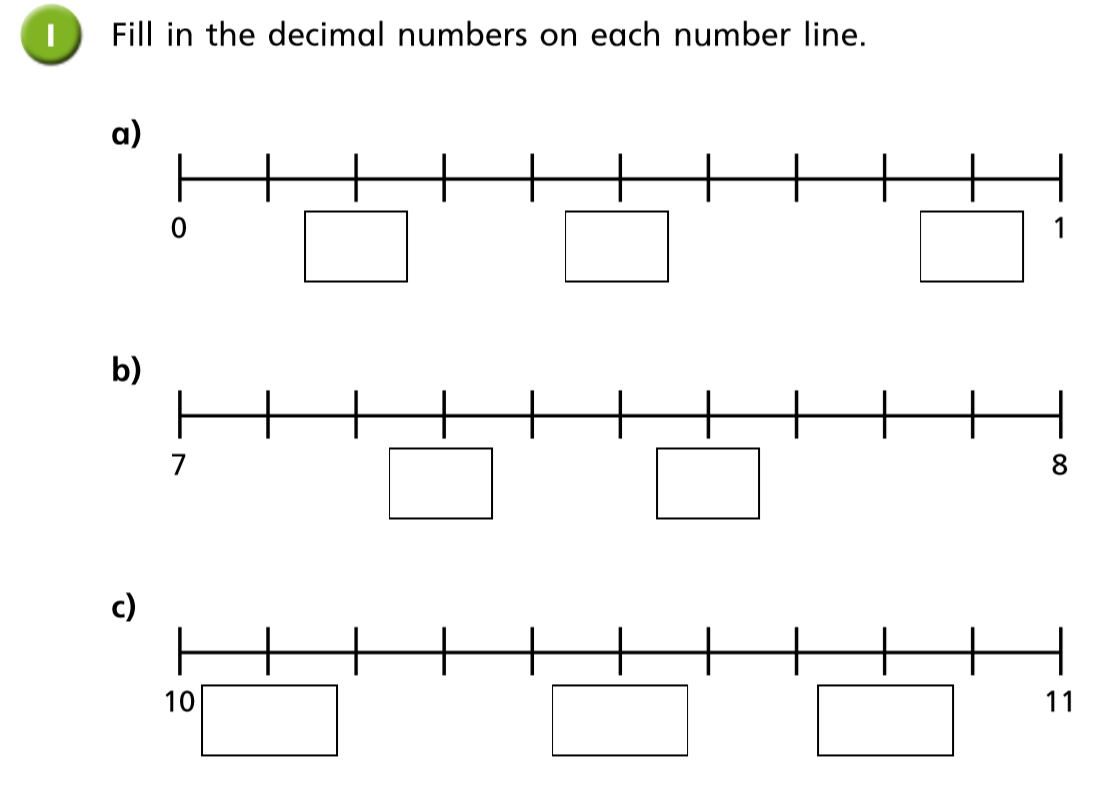 1 Fill in the decimal numbers on each number line.
a)
0 1
b)
7 8
c)
10 11